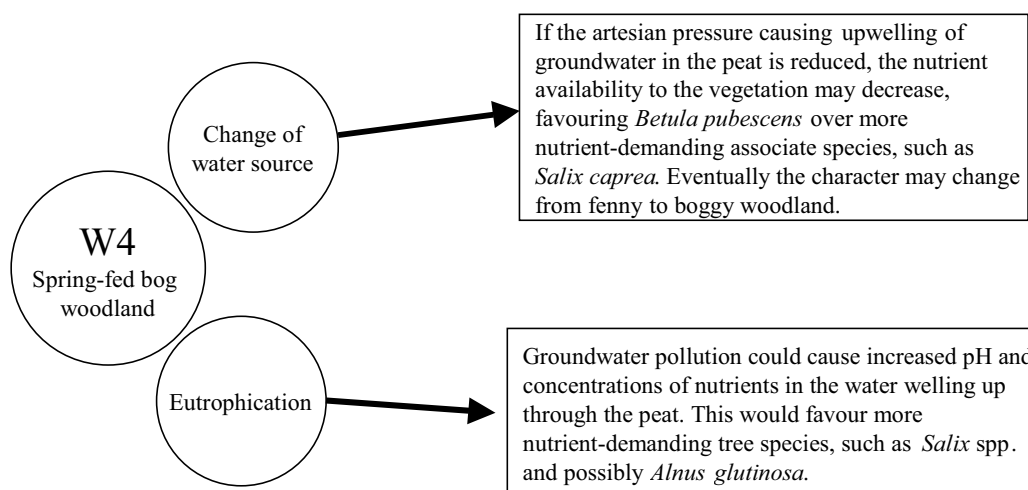 Change of
water source
If the artesian pressure causing upwelling of
groundwater in the peat is reduced, the nutrient
availability to the vegetation may decrease,
favouring Betula pubescens over more
nutrient-demanding associate species, such as
Salix caprea. Eventually the character may change
from fenny to boggy woodland.
W4
Spring-fed bog
woodland
Eutrophication
Groundwater pollution could cause increased pH and
concentrations of nutrients in the water welling up
through the peat. This would favour more
nutrient-demanding tree species, such as Salix spp.
and possibly Alnus glutinosa.